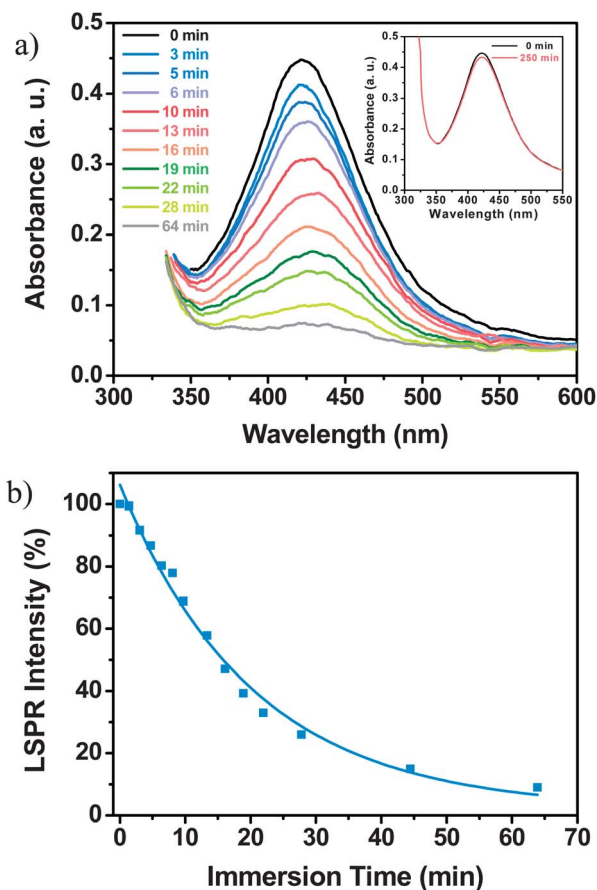 a)
0 min
3 min
5 min
6 min
10 min
13 min
16 min
19 min
22 min
28 min
64 min
Absorbance (a. u.)
0.5
0.4
0.3
0.2
0.1
0.0
300 350 400 450 500 550 600
Wavelength (nm)
0 min
250 min
Absorbance (a. u.)
0.5
0.4
0.3
0.2
0.1
0.0
300 350 400 450 500 550
Wavelength (nm)
b)
LSPR Intensity (%)
100
80
60
40
20
0
0 10 20 30 40 50 60 70
Immersion Time (min)